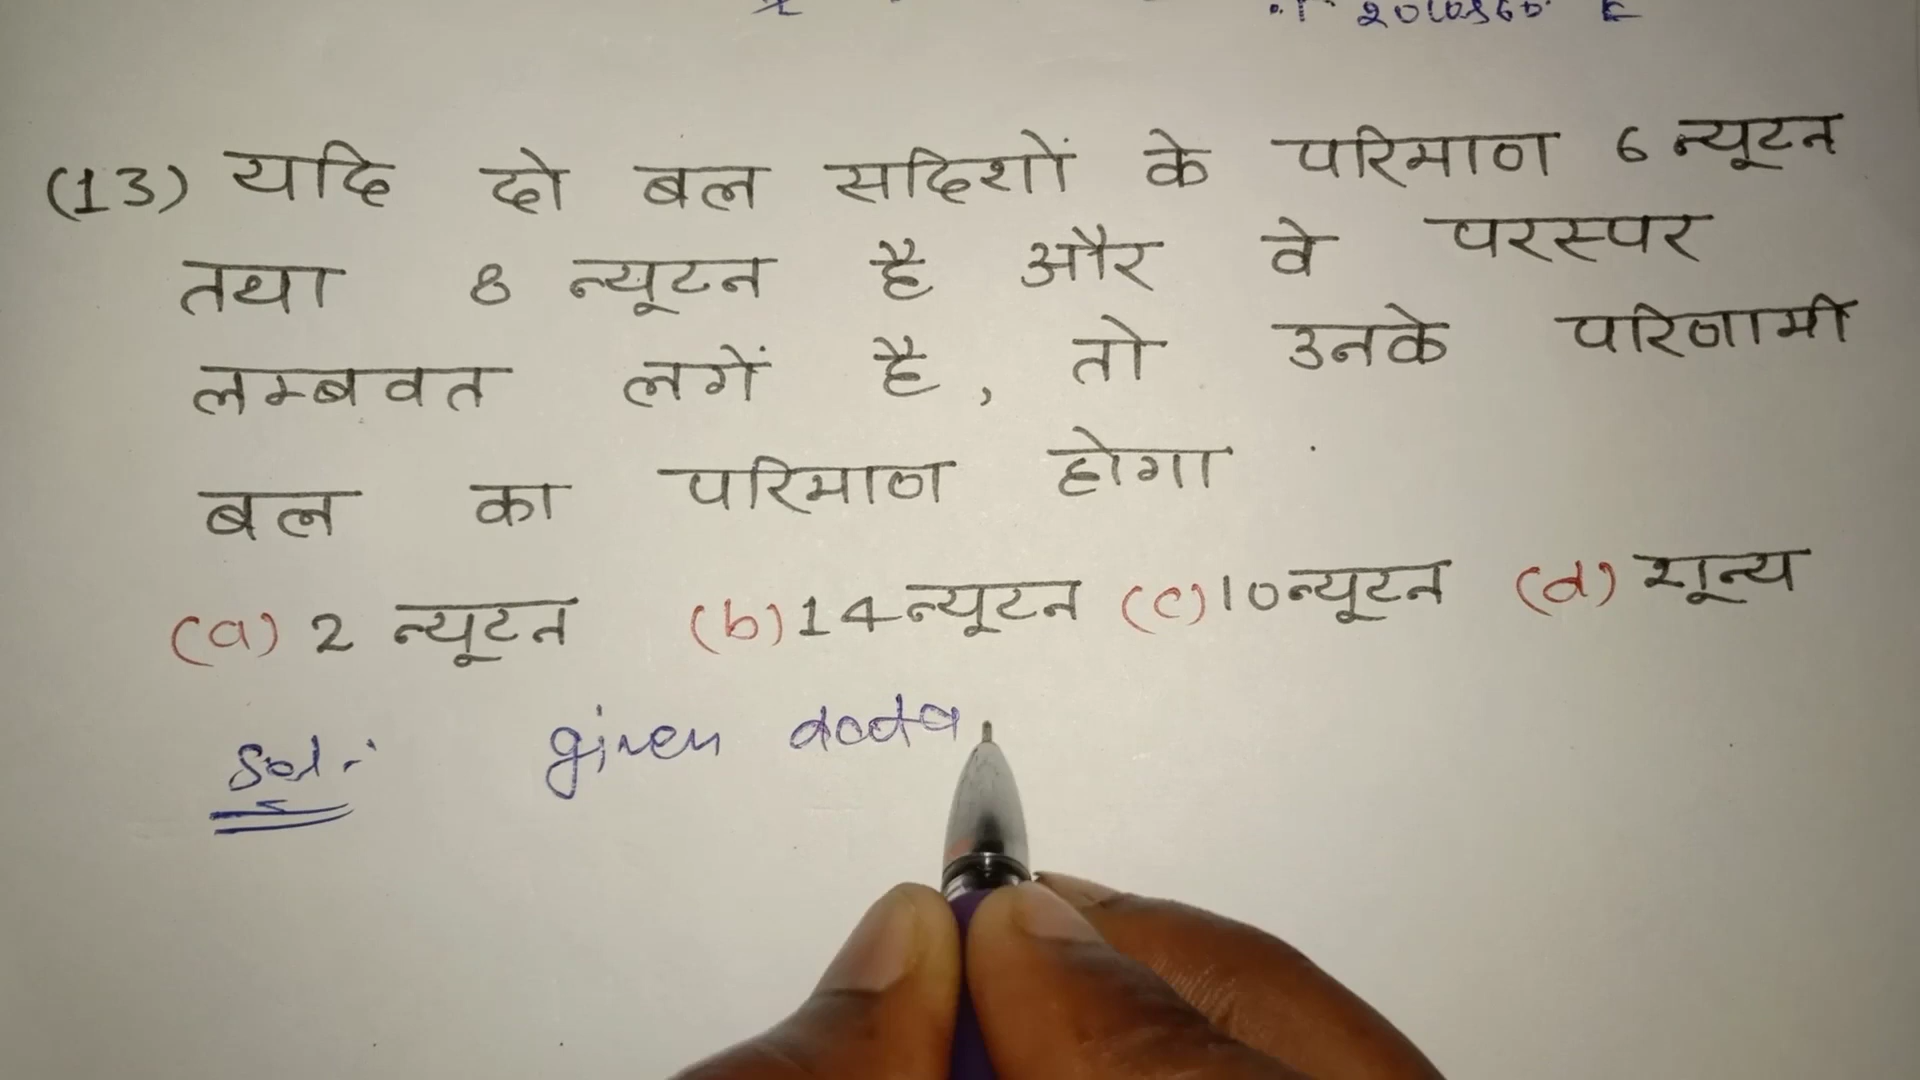 (13) यदि दो बल सदिशों के परिमाण 6 न्यूटन
तथा 8 न्यूटन है और वे परस्पर
लम्बवत लगें है, तो उनके परिणामी
बल का परिमाण होगा
(a) 2 न्यूटन (b) 14 न्यूटन (c) 10 न्यूटन (d) शून्य
Sol:- given data